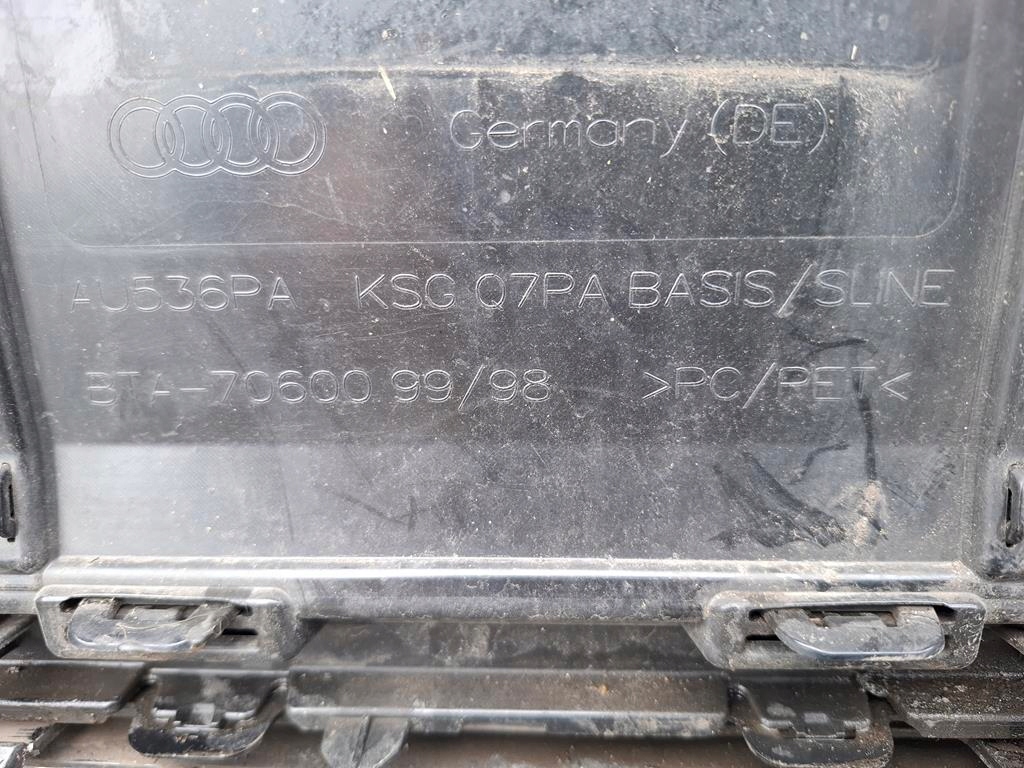 Germany (DE)
AU536PA KSG Q7PA BASIS/SLINE
BTA-70600 99/98 >PC/PET<